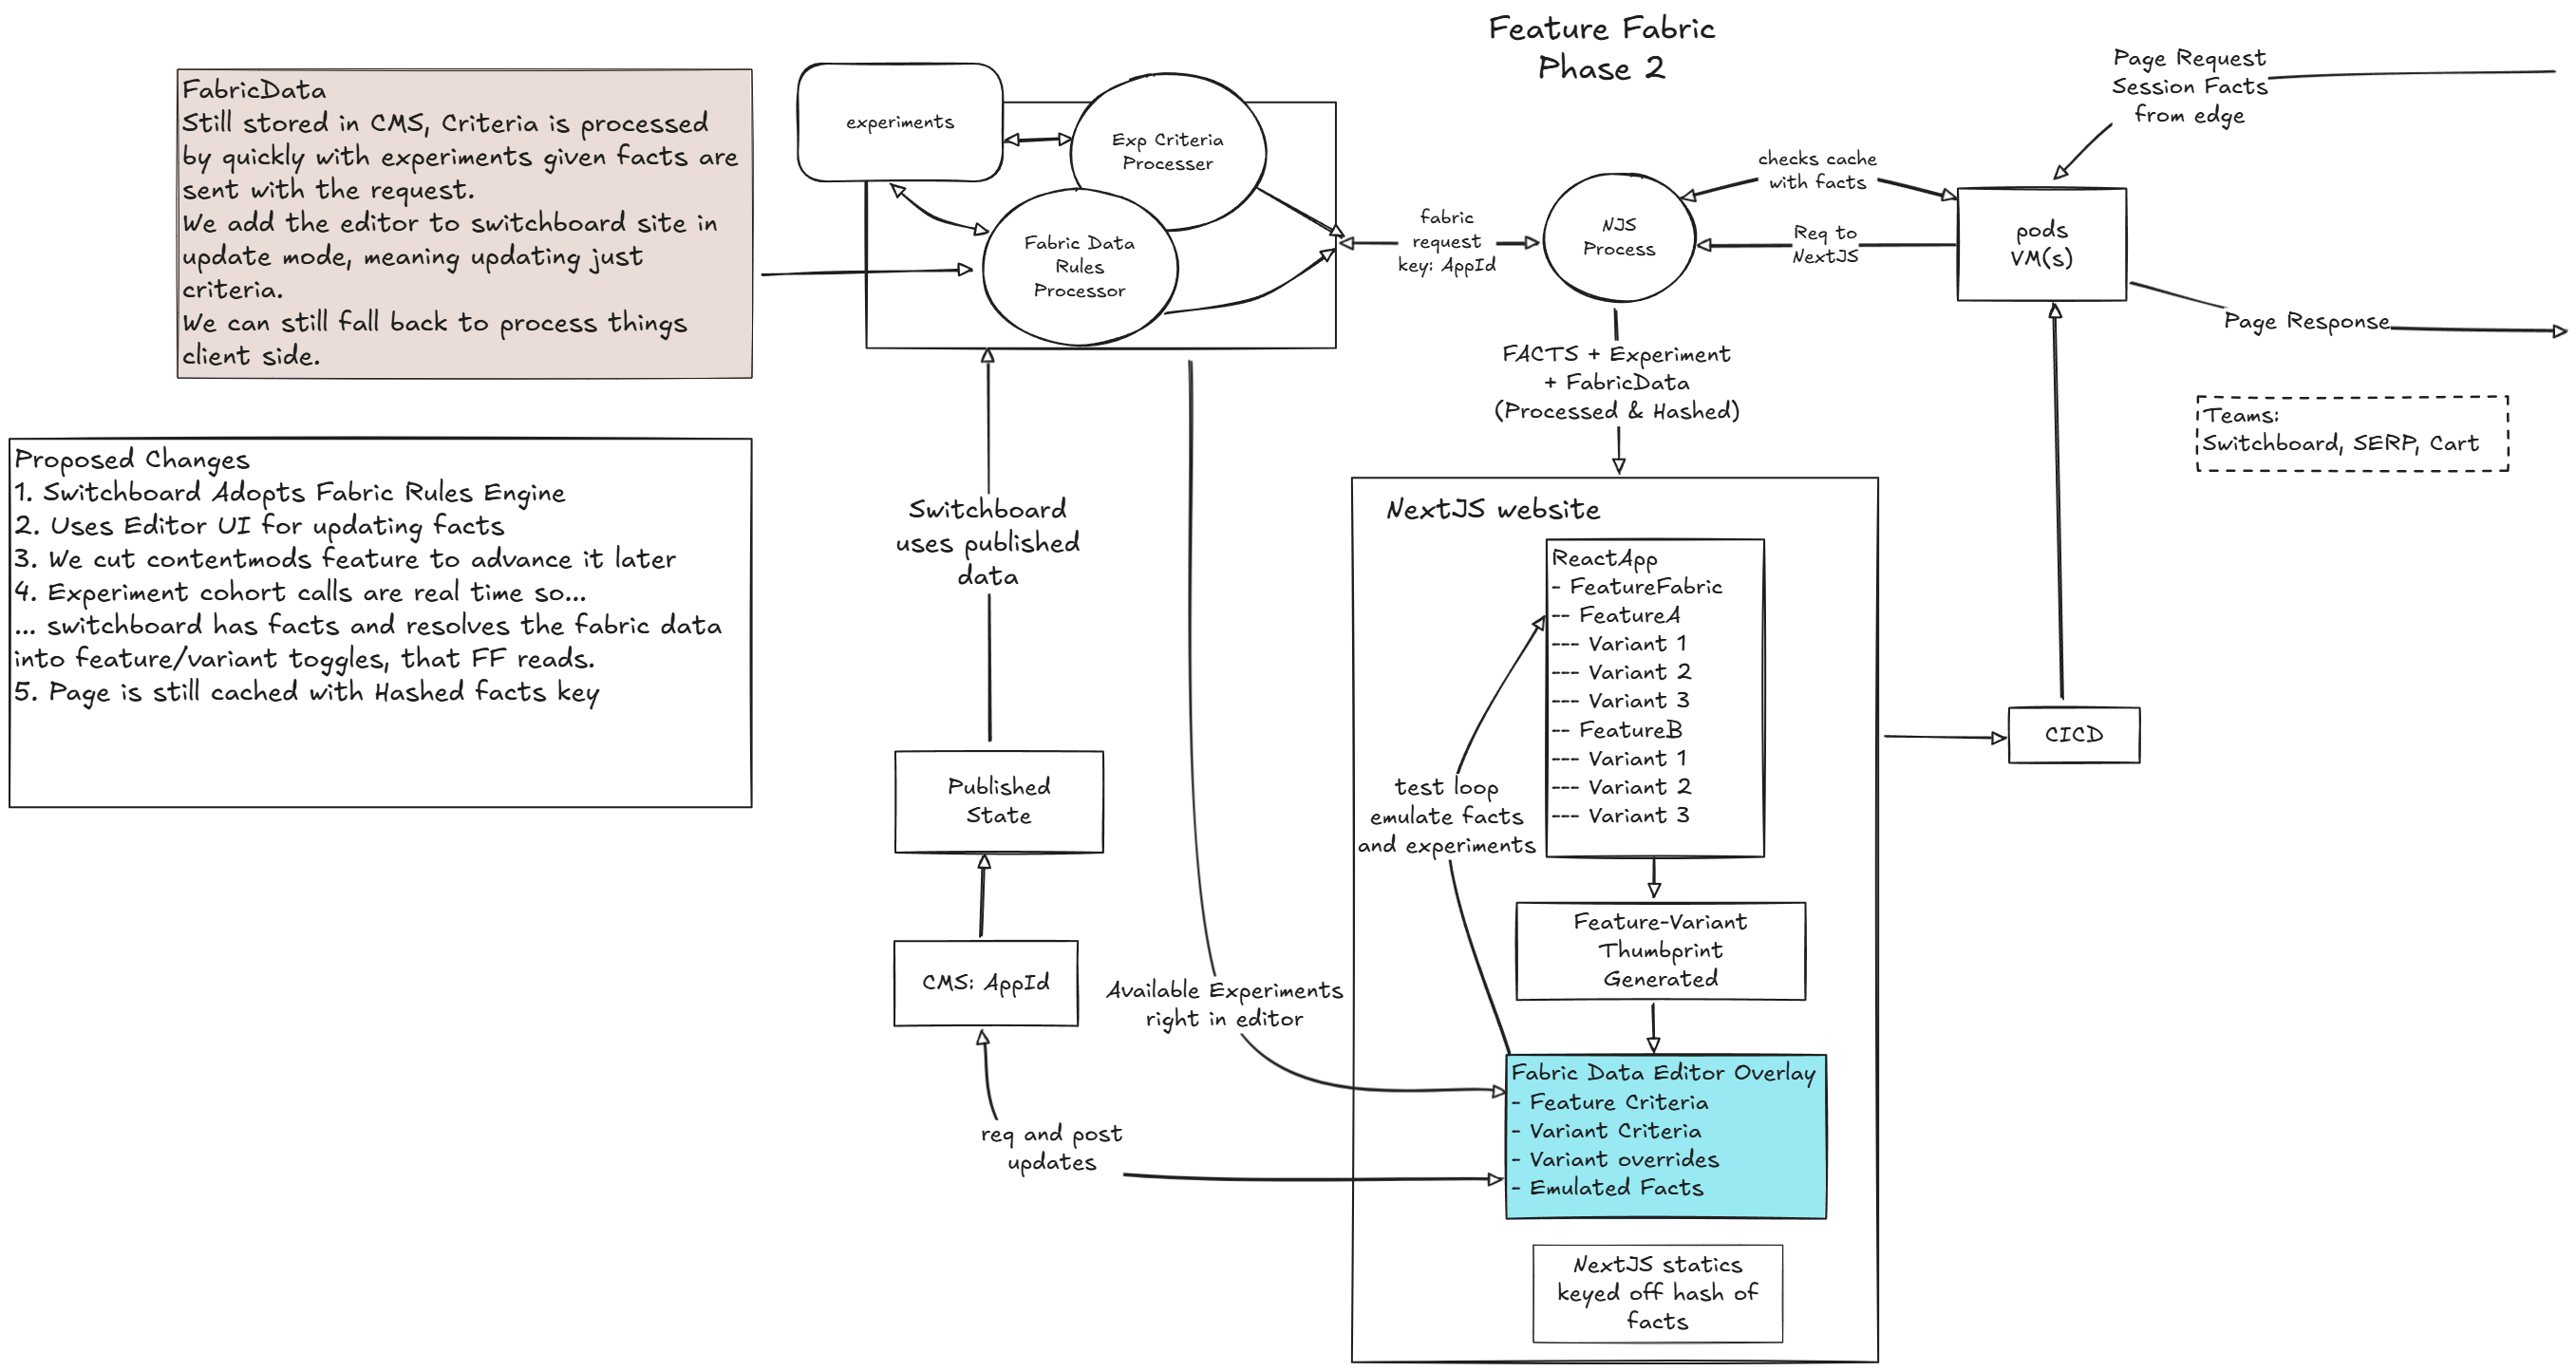 Feature Fabric
Phase 2
FabricData
Still stored in CMS, Criteria is processed
by quickly with experiments given facts are
sent with the request.
We add the editor to switchboard site in
update mode, meaning updating just
criteria.
We can still fall back to process things
client side.
Proposed Changes
1. Switchboard Adopts Fabric Rules Engine
2. Uses Editor UI for updating facts
3. We cut contentmods feature to advance it later
4. Experiment cohort calls are real time so...
... switchboard has facts and resolves the fabric data
into feature/variant toggles, that FF reads.
5. Page is still cached with Hashed facts key
experiments
Exp Criteria
Processer
Fabric Data
Rules
Processor
fabric
request
key: AppId
NJS
Process
checks cache
with facts
Req to
NextJS
pods
VM(s)
Page Request
Session Facts
from edge
Page Response
Teams:
Switchboard, SERP, Cart
FACTS + Experiment
+ FabricData
(Processed & Hashed)
Switchboard
uses published
data
Published
State
CMS: AppId
req and post
updates
Available Experiments
right in editor
NextJS website
ReactApp
- FeatureFabric
-- FeatureA
--- Variant 1
--- Variant 2
--- Variant 3
-- FeatureB
--- Variant 1
--- Variant 2
--- Variant 3
test loop
emulate facts
and experiments
Feature-Variant
Thumbprint
Generated
Fabric Data Editor Overlay
- Feature Criteria
- Variant Criteria
- Variant overrides
- Emulated Facts
NextJS statics
keyed off hash of
facts
CICD